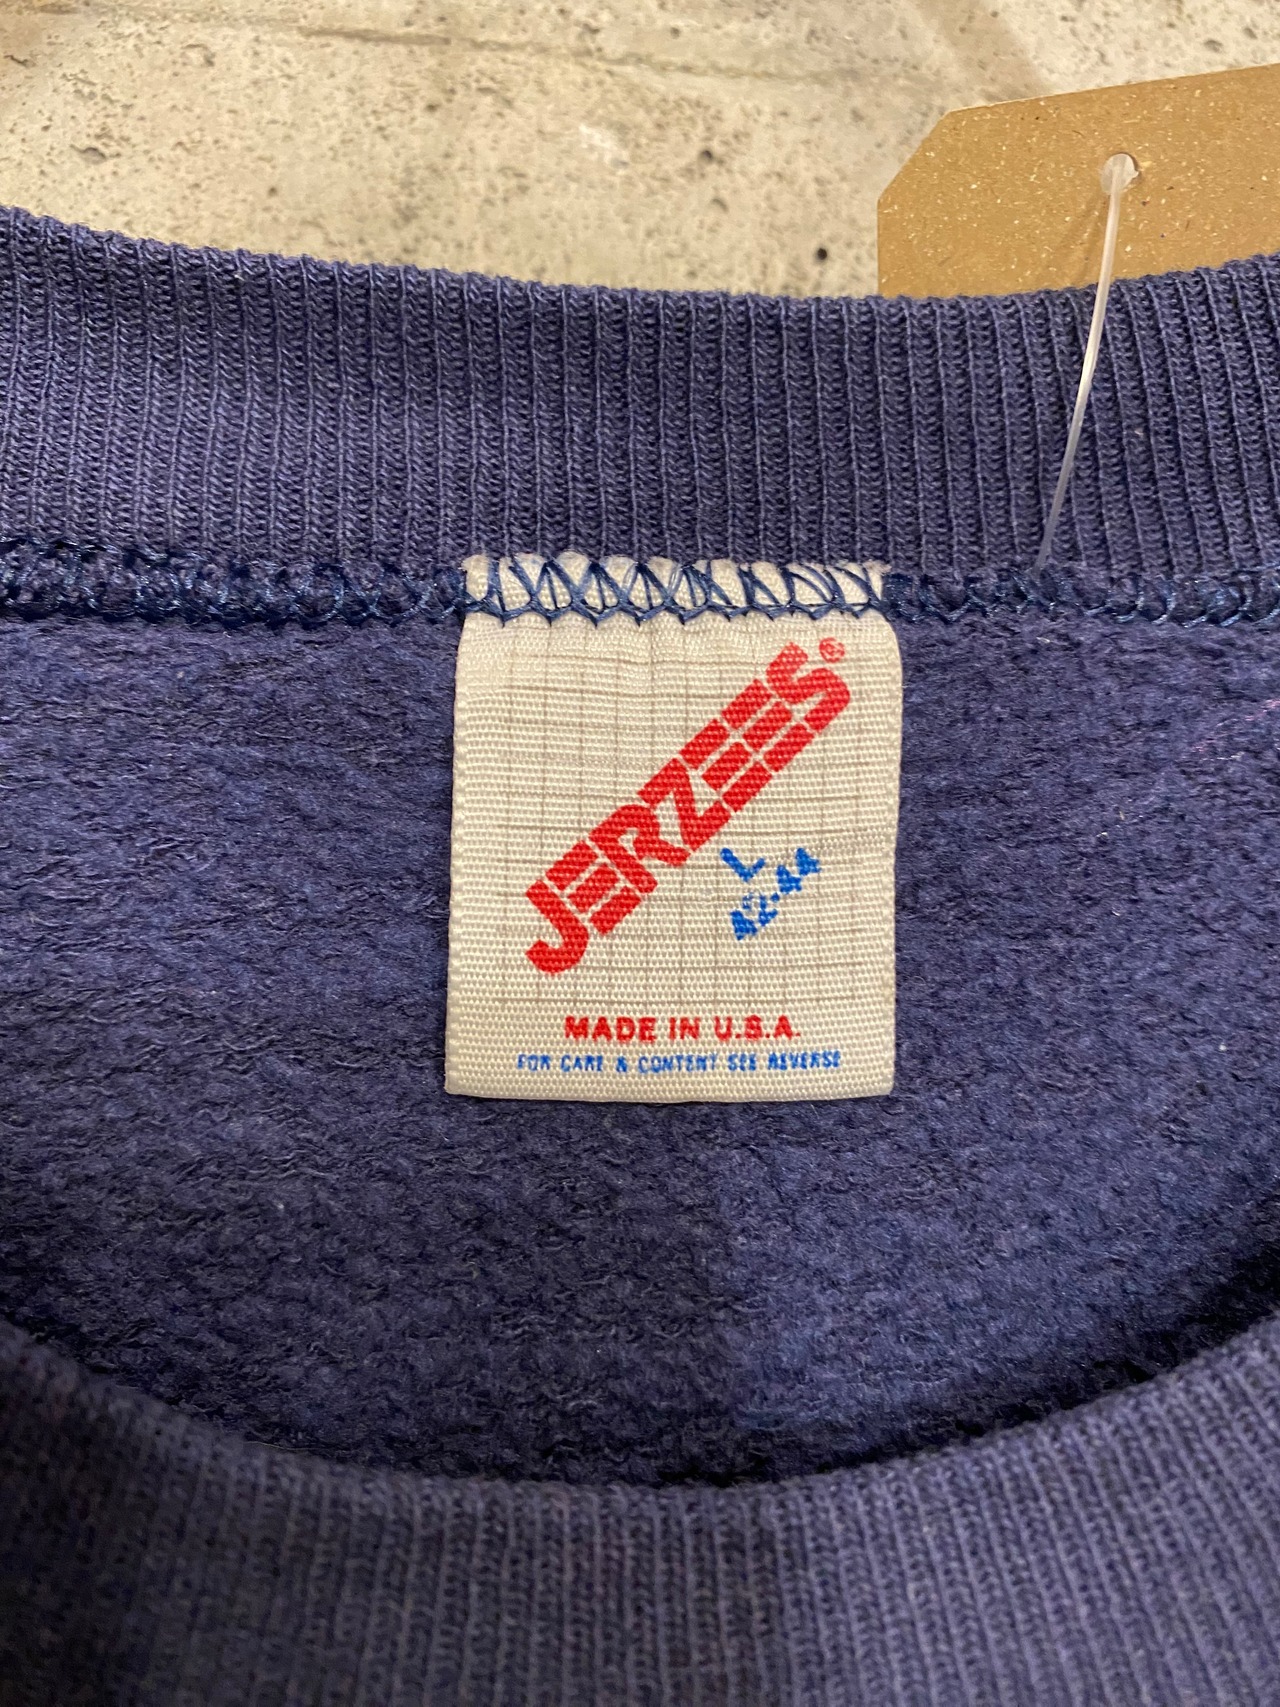 JERZEES®
L
42-44
MADE IN U.S.A.
FOR CARE & CONTENT SEE REVERSE